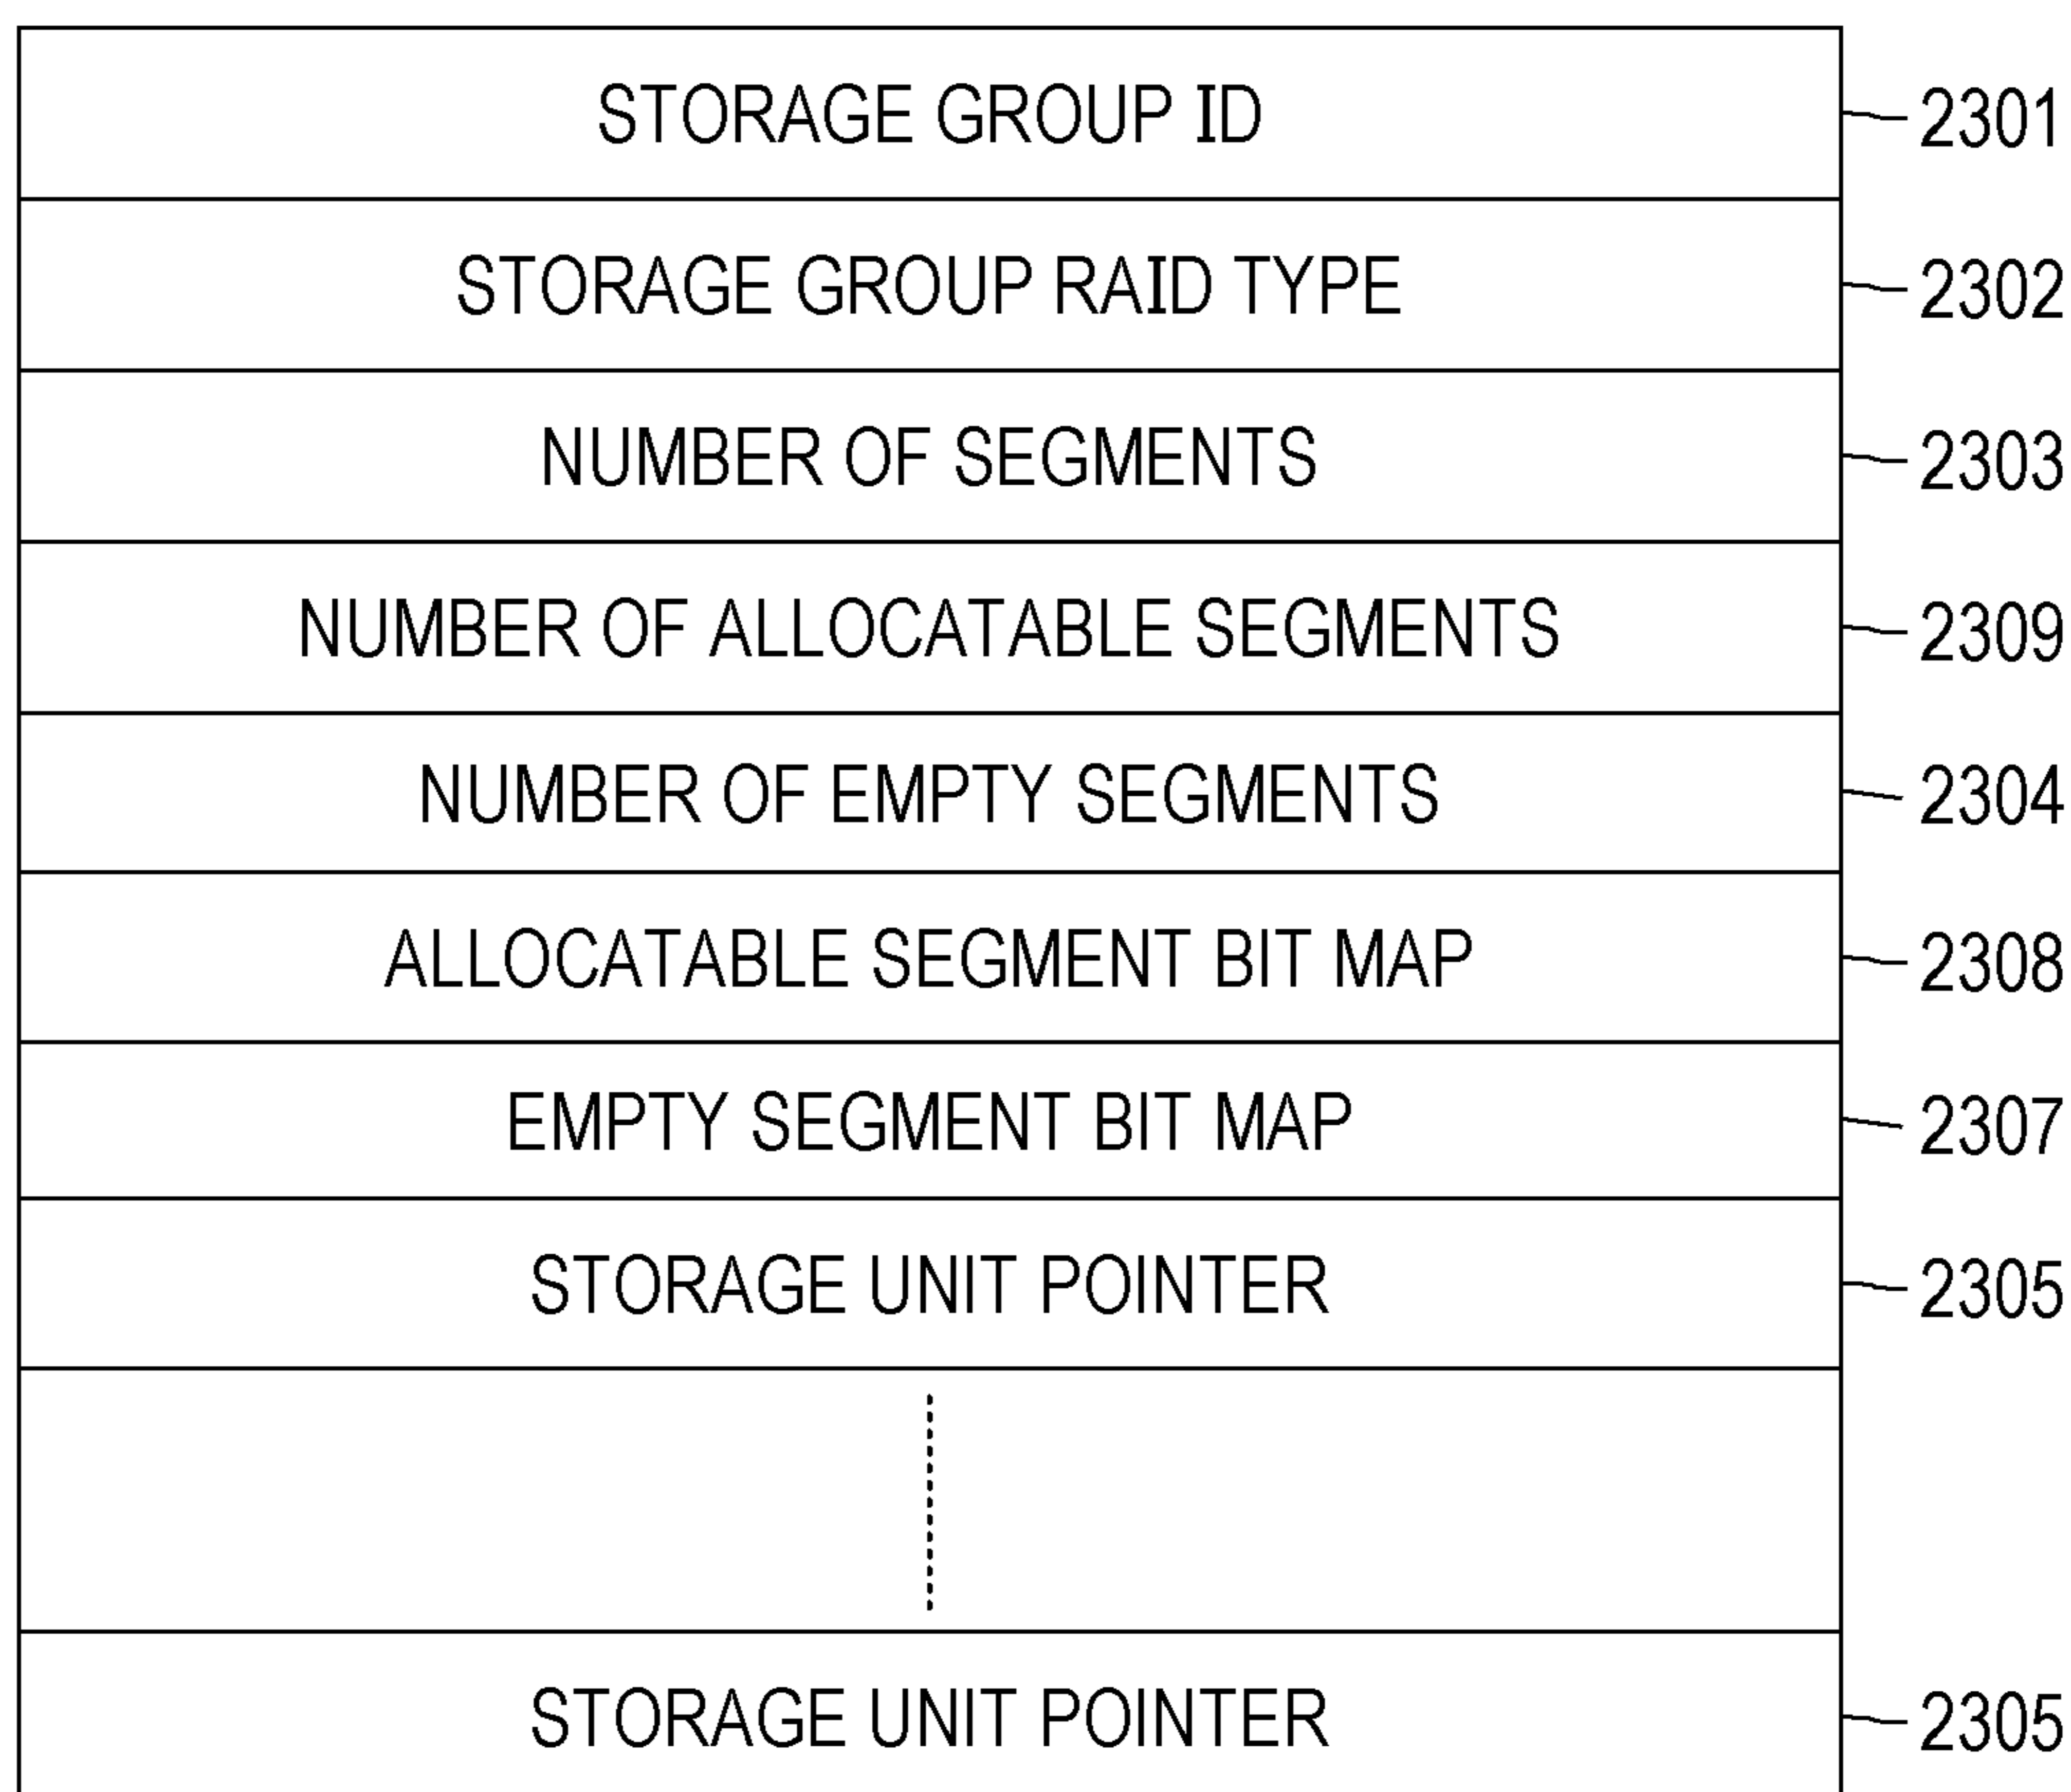 STORAGE GROUP ID 2301
STORAGE GROUP RAID TYPE 2302
NUMBER OF SEGMENTS 2303
NUMBER OF ALLOCATABLE SEGMENTS 2309
NUMBER OF EMPTY SEGMENTS 2304
ALLOCATABLE SEGMENT BIT MAP 2308
EMPTY SEGMENT BIT MAP 2307
STORAGE UNIT POINTER 2305
STORAGE UNIT POINTER 2305